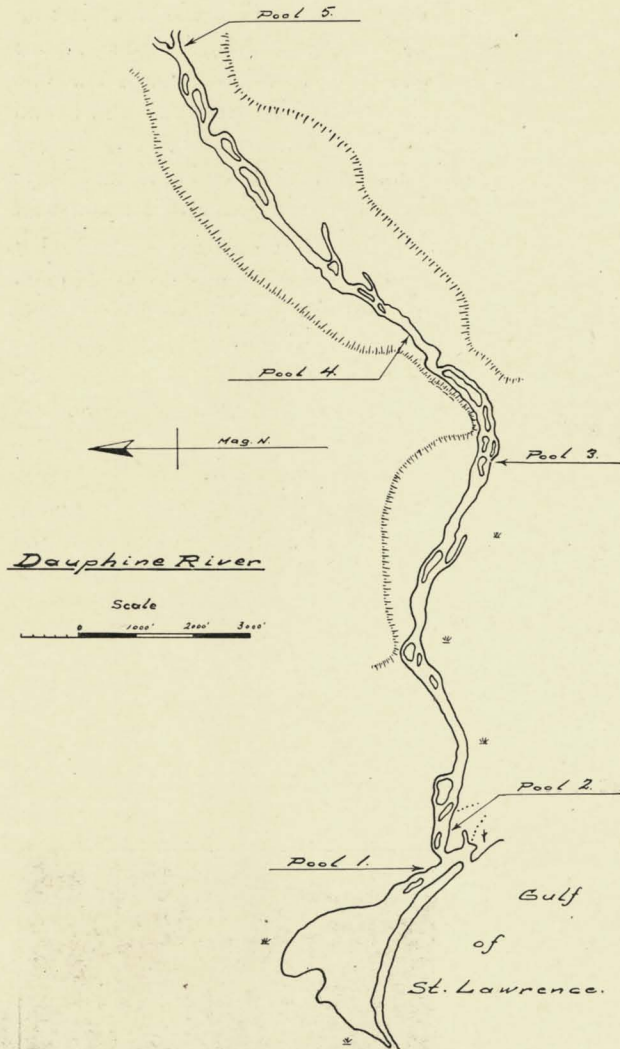 Pool 5.
Pool 4.
Mag. N.
Pool 3.
Dauphine River
Scale
0 1000' 2000' 3000'
Pool 2.
Pool 1.
Gulf
of
St. Lawrence.